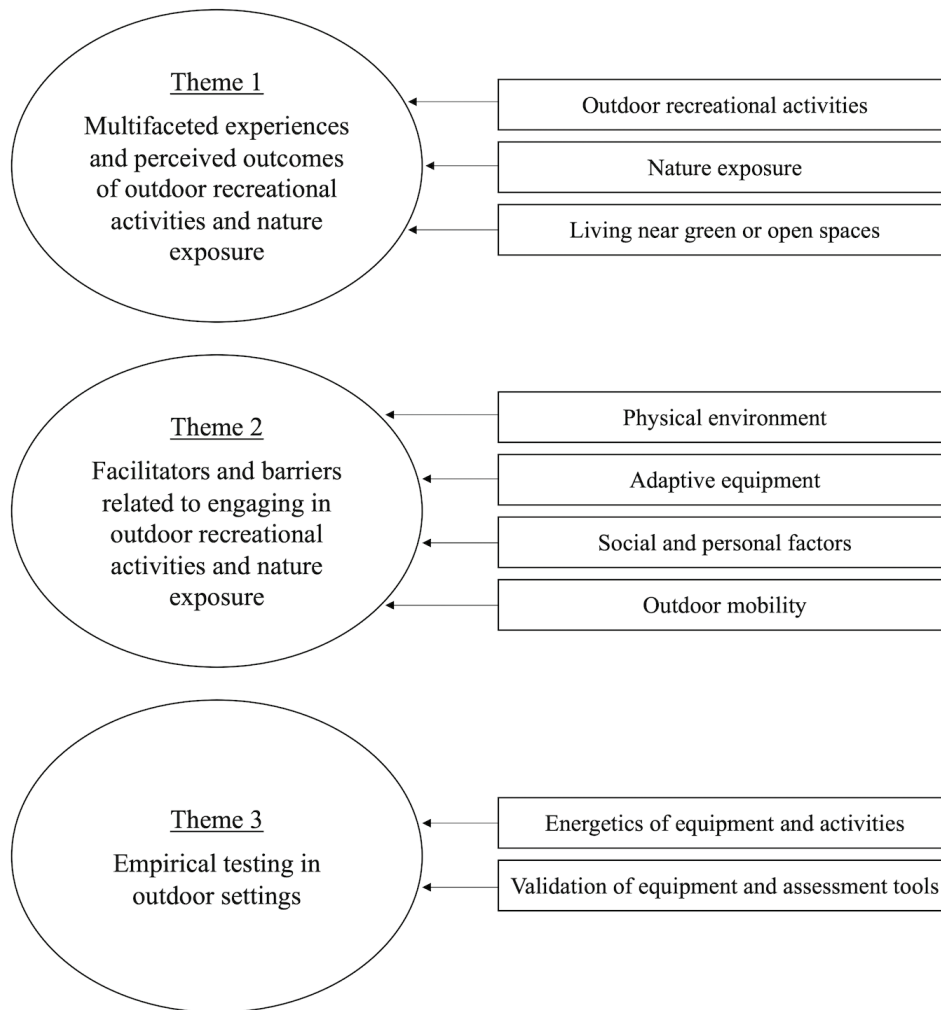 Theme 1
Multifaceted experiences
and perceived outcomes
of outdoor recreational
activities and nature
exposure
Outdoor recreational activities
Nature exposure
Living near green or open spaces
Theme 2
Facilitators and barriers
related to engaging in
outdoor recreational
activities and nature
exposure
Physical environment
Adaptive equipment
Social and personal factors
Outdoor mobility
Theme 3
Empirical testing in
outdoor settings
Energetics of equipment and activities
Validation of equipment and assessment tools